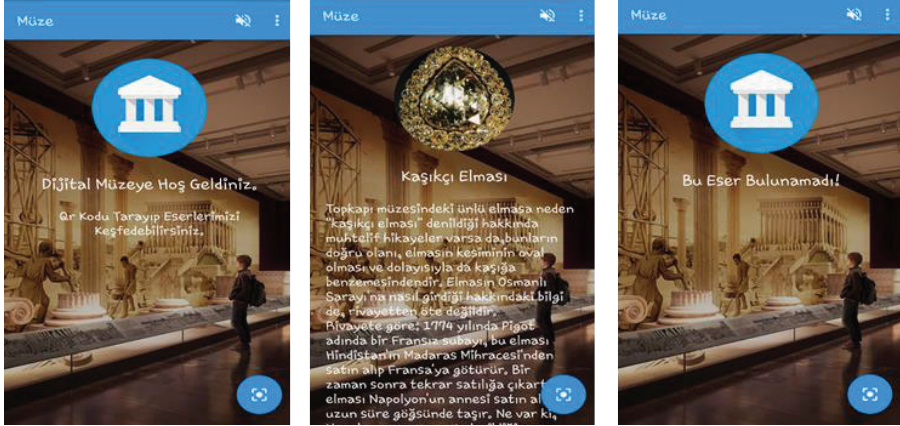 Müze
Dijital Müzeye Hoş Geldiniz.
Qr Kodu Tarayıp Eserlerimizi
Keşfedebilirsiniz.
Müze
Kaşıkçı Elması
Topkapı müzesindeki ünlü elmasa neden
"kaşıkçı elması" denildiği hakkında
muhtelif hikayeler varsa da,bunların
doğru olanı, elmasın kesiminin oval
olması ve dolayısıyla da kaşığa
benzemesindendir. Elmasın Osmanlı
Sarayı'na nasıl girdiği hakkındaki bilgi
de, rivayetten öte değildir.
Rivayete göre: 1774 yılında Pigot
adında bir Fransız subayı, bu elması
Hindistan'ın Madaras Mihracesi'nden
satın alıp Fransa'ya götürür. Bir
zaman sonra tekrar satılığa çıkart
elması Napolyon'un annesi satın al
uzun süre göğsünde taşır. Ne var ki,
Müze
Bu Eser Bulunamadı!